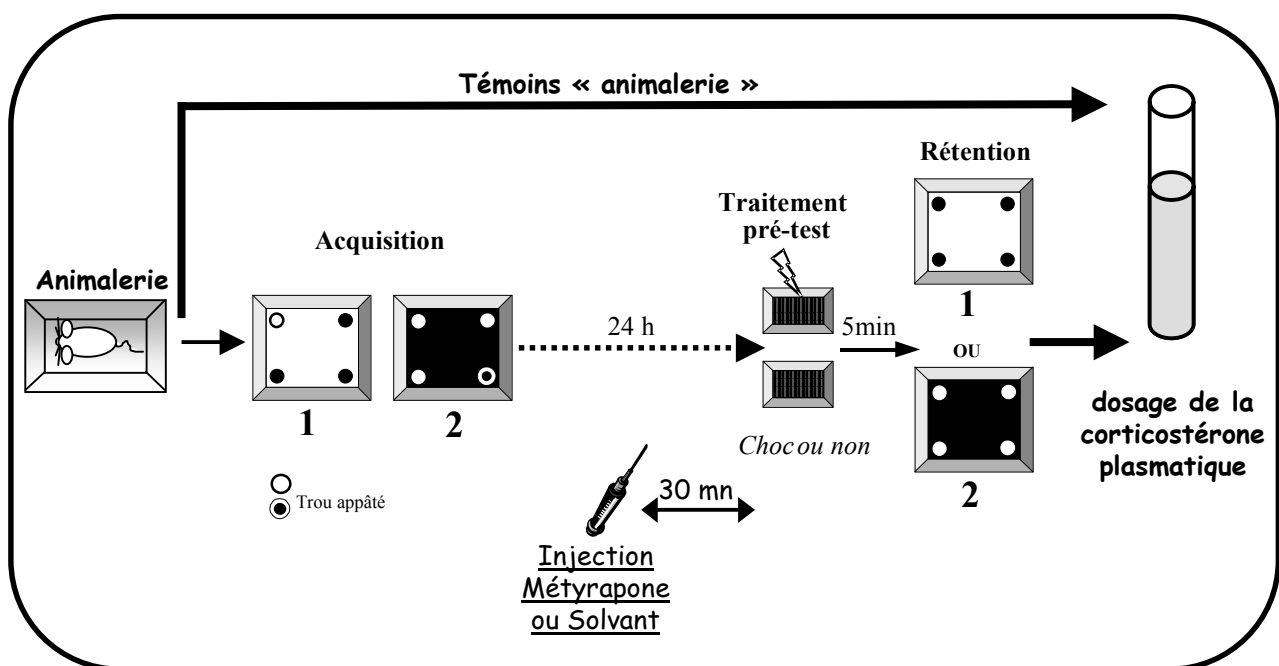 Témoins « animalerie »
Animalerie
Acquisition
1
2
Trou appâté
24 h
Injection
Métyrapone
ou Solvant
30 mn
Traitement
pré-test
Choc ou non
5min
Rétention
1
OU
2
dosage de la
corticostérone
plasmatique